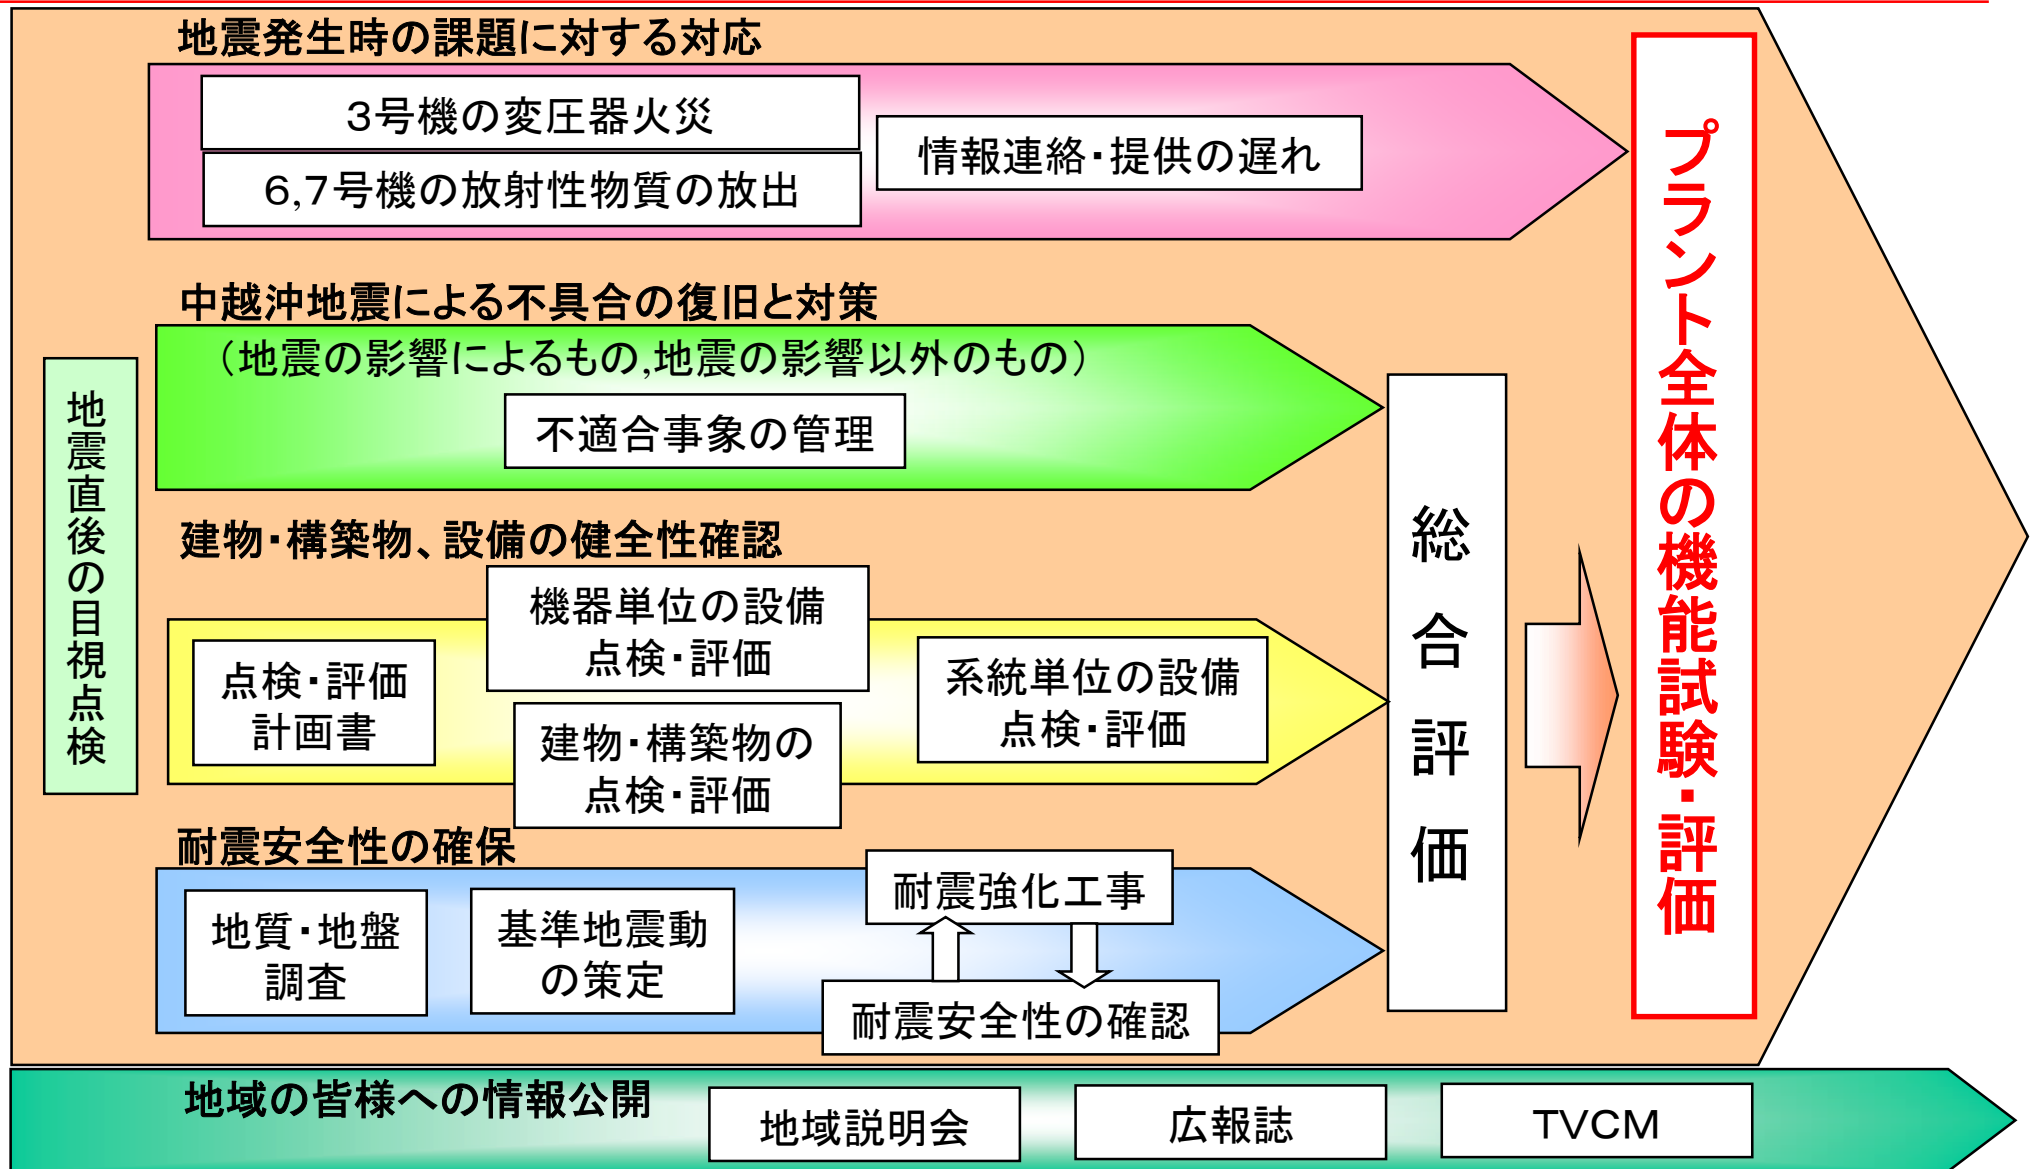 地震発生時の課題に対する対応
3号機の変圧器火災
6,7号機の放射性物質の放出
情報連絡・提供の遅れ
中越沖地震による不具合の復旧と対策
（地震の影響によるもの,地震の影響以外のもの）
不適合事象の管理
地震直後の目視点検
建物・構築物、設備の健全性確認
点検・評価
計画書
機器単位の設備
点検・評価
建物・構築物の
点検・評価
系統単位の設備
点検・評価
耐震安全性の確保
地質・地盤
調査
基準地震動
の策定
耐震強化工事
耐震安全性の確認
総合評価
プラント全体の機能試験・評価
地域の皆様への情報公開
地域説明会
広報誌
TVCM